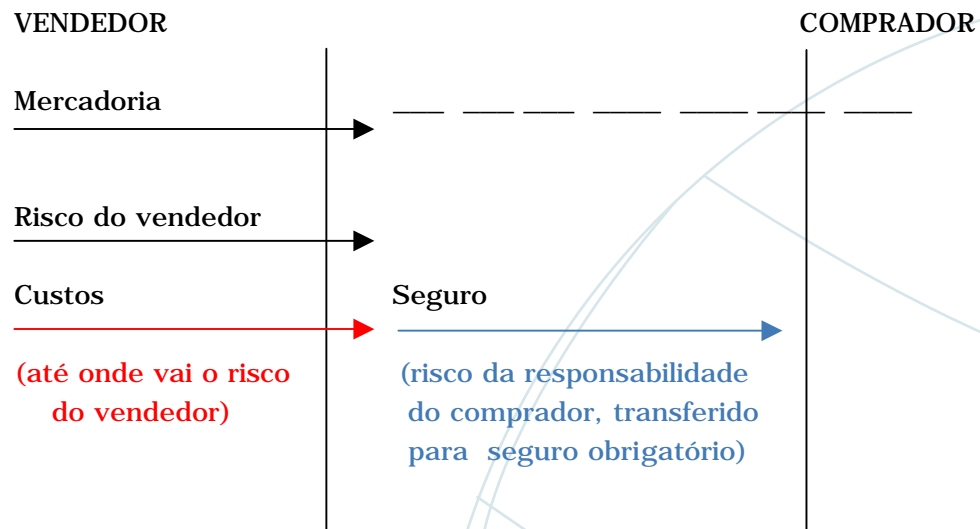 VENDEDOR COMPRADOR
Mercadoria
Risco do vendedor
Custos Seguro
(até onde vai o risco
do vendedor)
(risco da responsabilidade
do comprador, transferido
para seguro obrigatório)